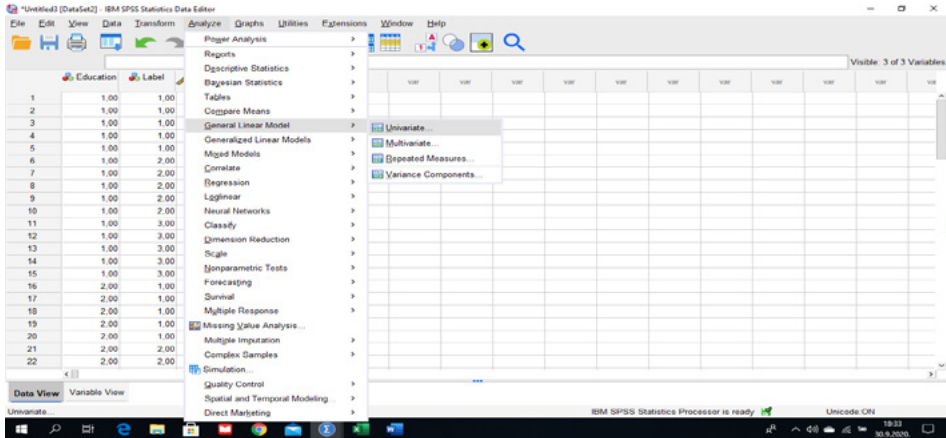 *Untitled3 [DataSet2] - IBM SPSS Statistics Data Editor
File Edit View Data Transform Analyze Graphs Utilities Extensions Window Help
Visible: 3 of 3 Variables
Education Label var var var var var var var var var var
1 1,00 1,00
2 1,00 1,00
3 1,00 1,00
4 1,00 1,00
5 1,00 1,00
6 1,00 2,00
7 1,00 2,00
8 1,00 2,00
9 1,00 2,00
10 1,00 2,00
11 1,00 3,00
12 1,00 3,00
13 1,00 3,00
14 1,00 3,00
15 1,00 3,00
16 2,00 1,00
17 2,00 1,00
18 2,00 1,00
19 2,00 1,00
20 2,00 1,00
21 2,00 2,00
22 2,00 2,00
Power Analysis
Reports
Descriptive Statistics
Bayesian Statistics
Tables
Compare Means
General Linear Model
Generalized Linear Models
Mixed Models
Correlate
Regression
Loglinear
Neural Networks
Classify
Dimension Reduction
Scale
Nonparametric Tests
Forecasting
Survival
Multiple Response
Missing Value Analysis...
Multiple Imputation
Complex Samples
Simulation...
Quality Control
Spatial and Temporal Modeling...
Direct Marketing
Univariate...
Multivariate...
Repeated Measures...
Variance Components...
Data View Variable View
Univariate... IBM SPSS Statistics Processor is ready Unicode:ON
18:33
30.9.2020.